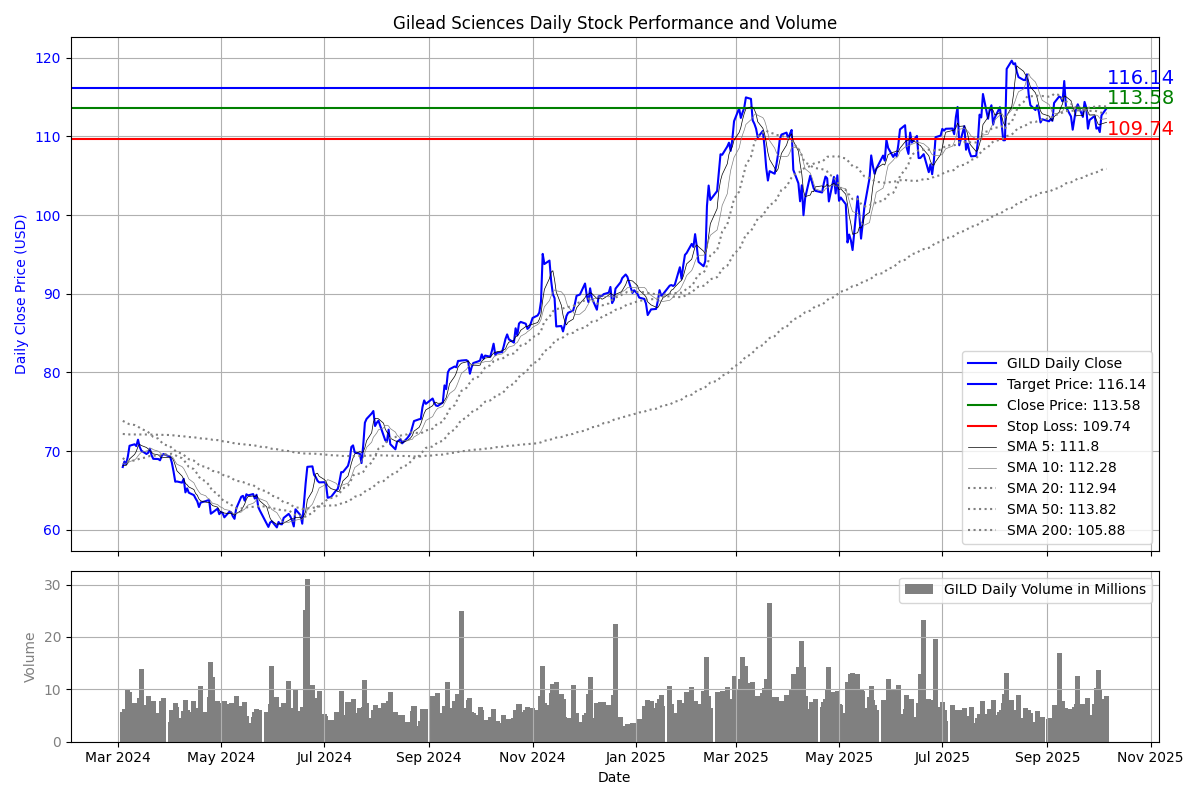 Gilead Sciences Daily Stock Performance and Volume
Daily Close Price (USD)
120
110
100
90
80
70
60
116.14
113.58
109.74
GILD Daily Close
Target Price: 116.14
Close Price: 113.58
Stop Loss: 109.74
SMA 5: 111.8
SMA 10: 112.28
SMA 20: 112.94
SMA 50: 113.82
SMA 200: 105.88
Volume
30
20
10
0
GILD Daily Volume in Millions
Mar 2024 May 2024 Jul 2024 Sep 2024 Nov 2024 Jan 2025 Mar 2025 May 2025 Jul 2025 Sep 2025 Nov 2025
Date